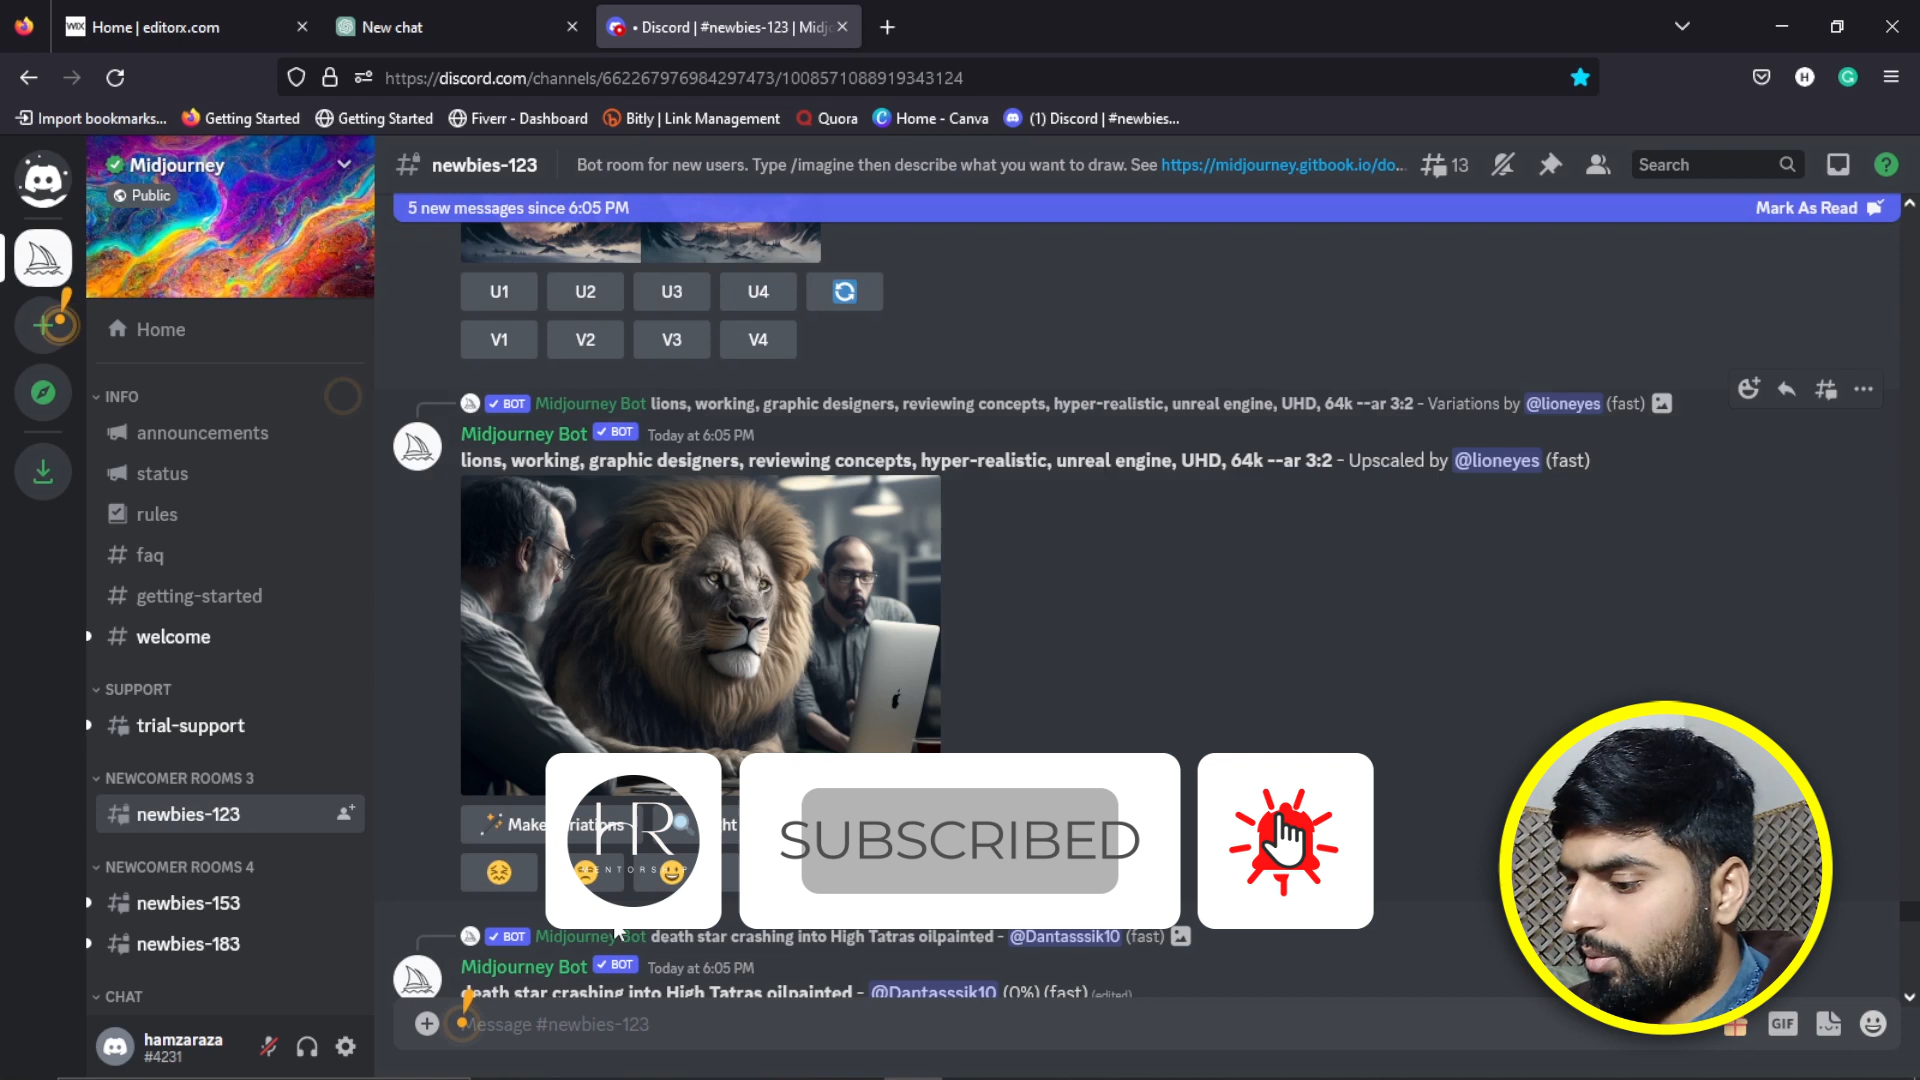 WIX Home | editorx.com
New chat
• Discord | #newbies-123 | Midj
https://discord.com/channels/662267976984297473/1008571088919343124
H
G
Import bookmarks...
Getting Started
Getting Started
Fiverr - Dashboard
Bitly | Link Management
Quora
Home - Canva
(1) Discord | #newbies...
Midjourney
Public
newbies-123
Bot room for new users. Type /imagine then describe what you want to draw. See https://midjourney.gitbook.io/do...
13
Search
5 new messages since 6:05 PM
Mark As Read
U1 U2 U3 U4
V1 V2 V3 V4
Home
INFO
announcements
status
rules
faq
getting-started
welcome
SUPPORT
trial-support
NEWCOMER ROOMS 3
newbies-123
NEWCOMER ROOMS 4
newbies-153
newbies-183
CHAT
hamzaraza
#4231
BOT Midjourney Bot lions, working, graphic designers, reviewing concepts, hyper-realistic, unreal engine, UHD, 64k --ar 3:2 - Variations by @lioneyes (fast)
Midjourney Bot BOT Today at 6:05 PM
lions, working, graphic designers, reviewing concepts, hyper-realistic, unreal engine, UHD, 64k --ar 3:2 - Upscaled by @lioneyes (fast)
HR
SUBSCRIBED
BOT Midjourney Bot death star crashing into High Tatras oilpainted - @Dantasssik10 (fast)
Midjourney Bot BOT Today at 6:05 PM
death star crashing into High Tatras oilpainted - @Dantasssik10 (0%) (fast) (edited)
Message #newbies-123
GIF